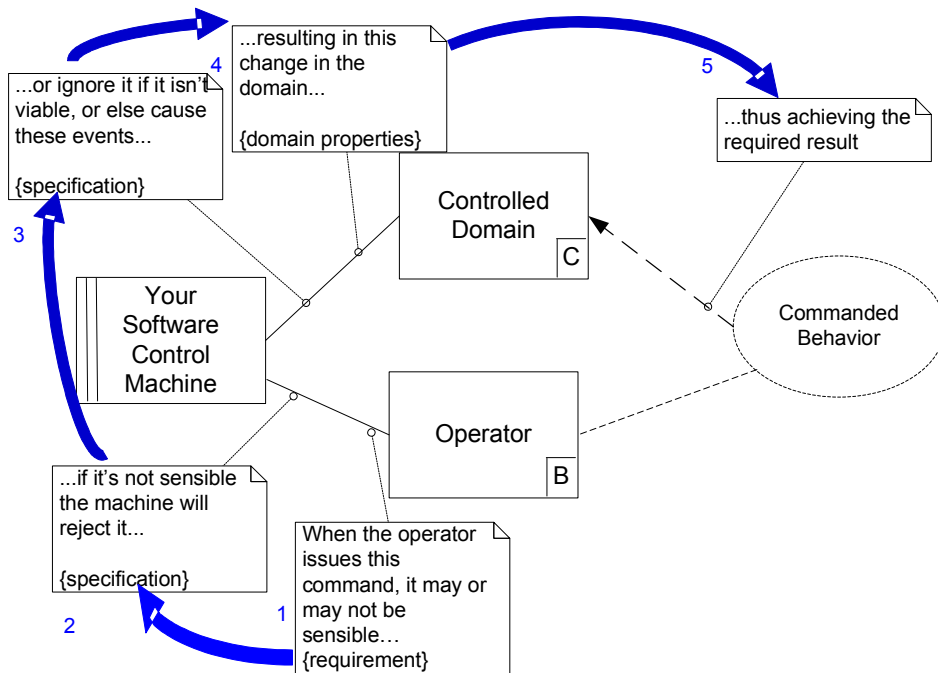 4
...resulting in this
change in the
domain...
{domain properties}
5
...or ignore it if it isn't
viable, or else cause
these events...
{specification}
...thus achieving the
required result
3
Controlled
Domain
C
Your
Software
Control
Machine
Commanded
Behavior
Operator
B
...if it's not sensible
the machine will
reject it...
{specification}
2
1
When the operator
issues this
command, it may or
may not be
sensible…
{requirement}